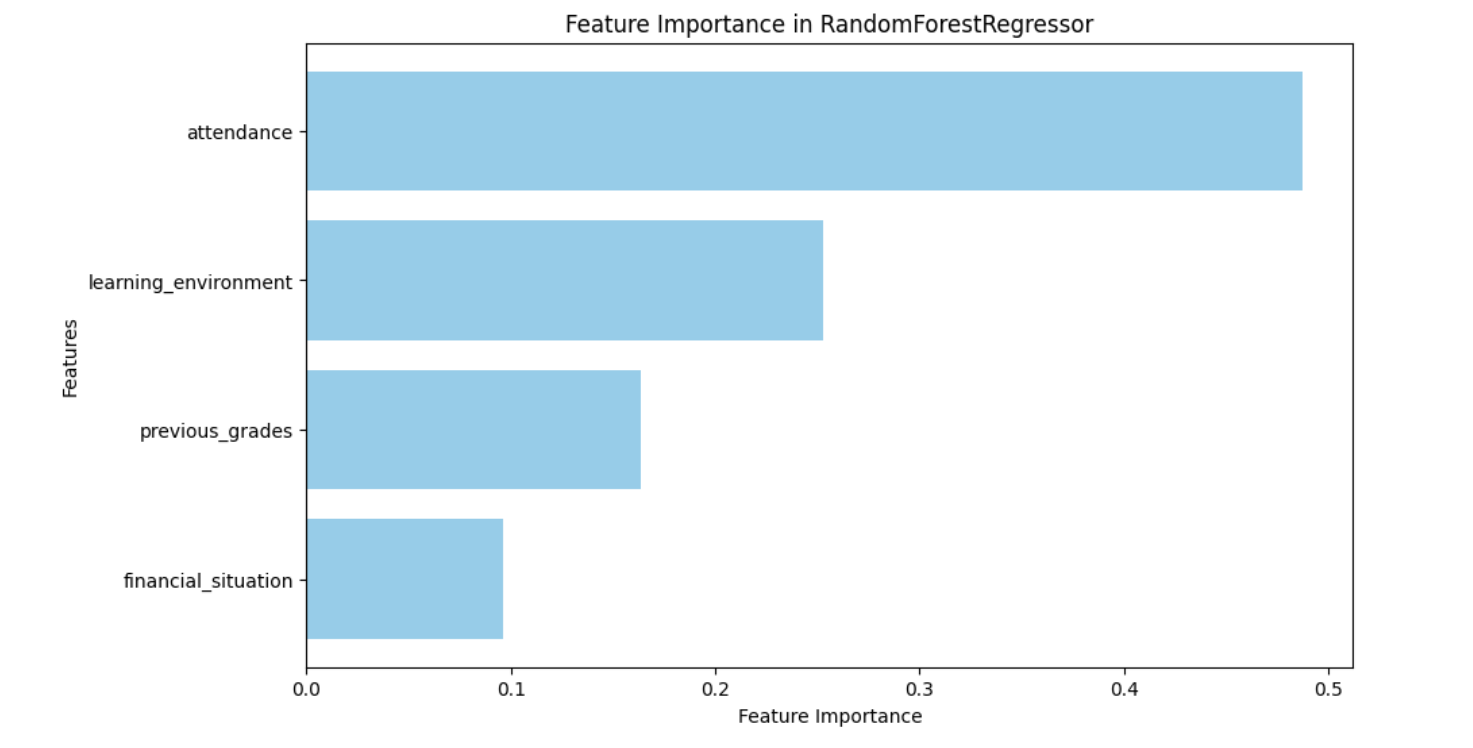 Feature Importance in RandomForestRegressor
attendance
learning_environment
previous_grades
financial_situation
Features
0.0 0.1 0.2 0.3 0.4 0.5
Feature Importance